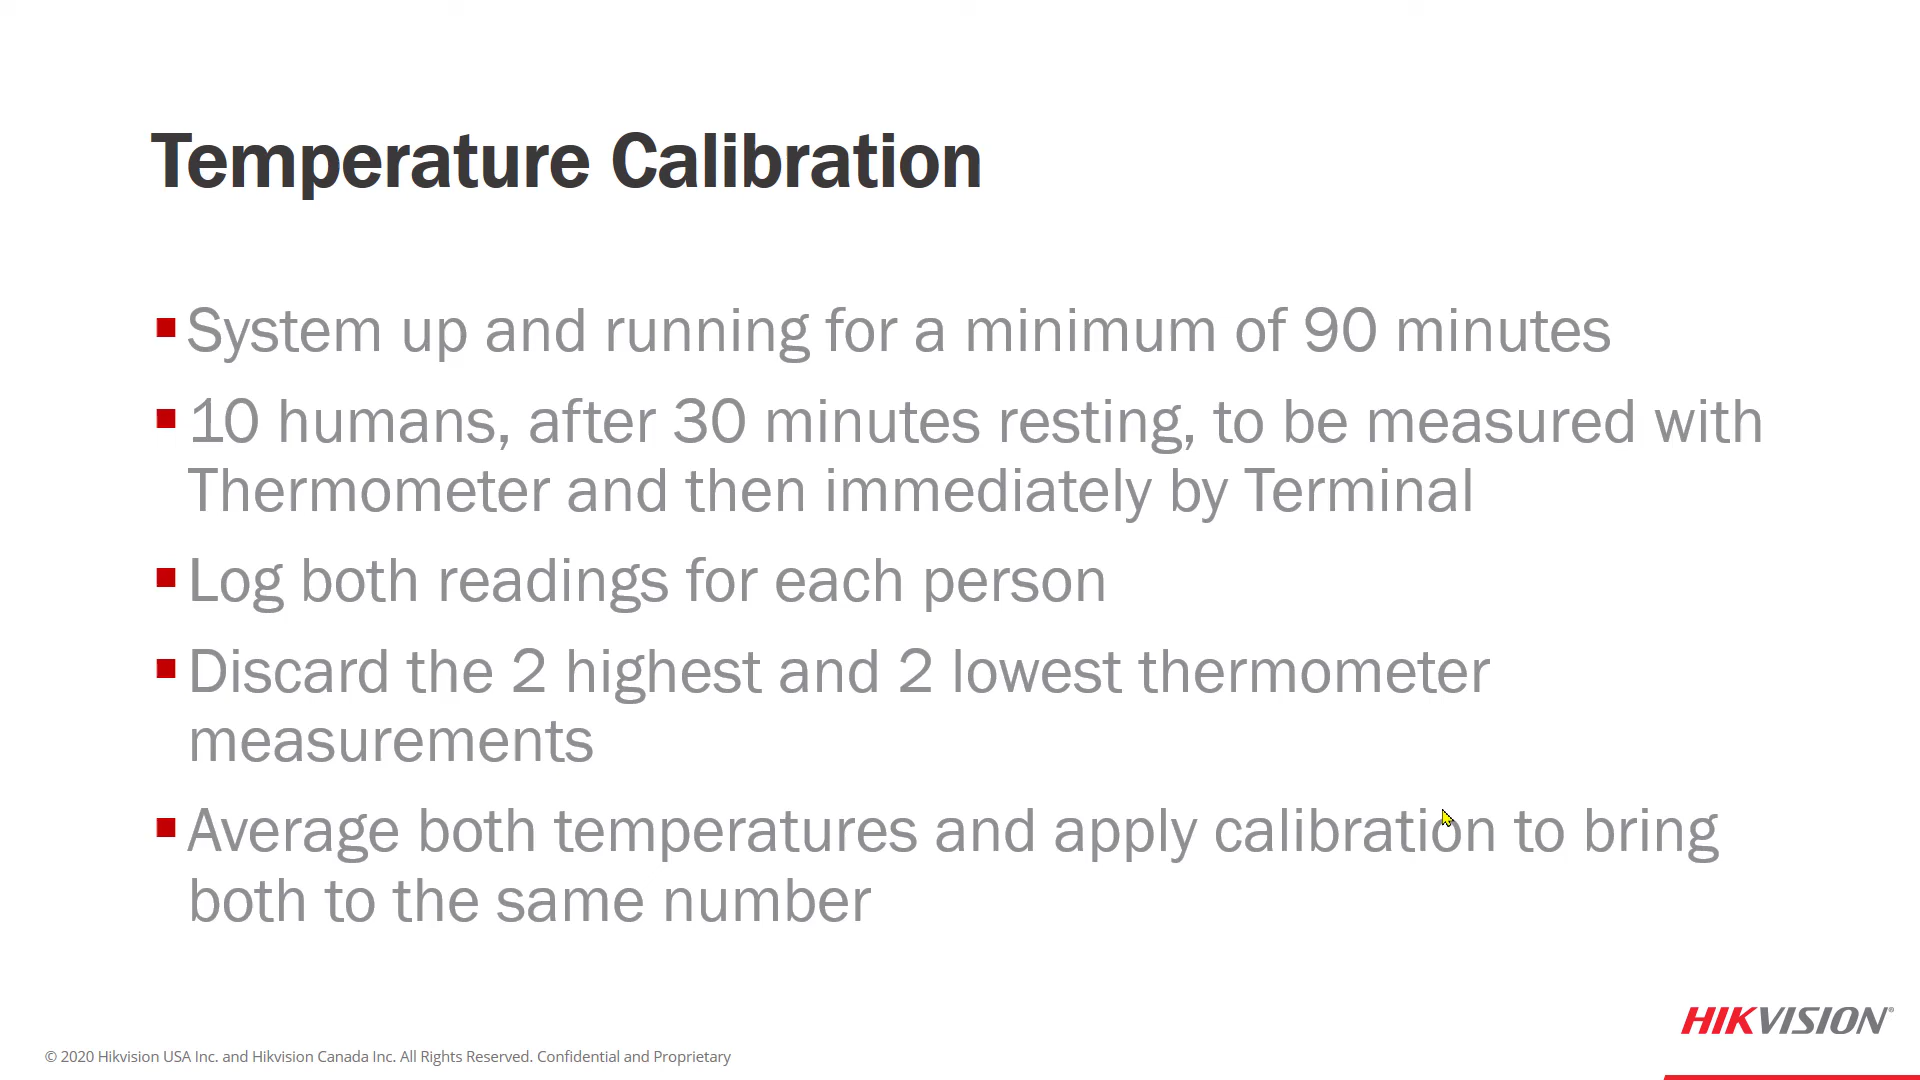 Temperature Calibration
System up and running for a minimum of 90 minutes
10 humans, after 30 minutes resting, to be measured with
Thermometer and then immediately by Terminal
Log both readings for each person
Discard the 2 highest and 2 lowest thermometer
measurements
Average both temperatures and apply calibration to bring
both to the same number
HIKVISION®
© 2020 Hikvision USA Inc. and Hikvision Canada Inc. All Rights Reserved. Confidential and Proprietary